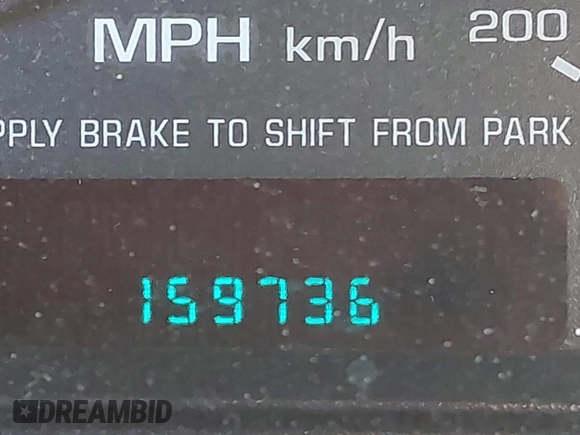 MPH km/h 200
PPLY BRAKE TO SHIFT FROM PARK
159736
DREAMBID